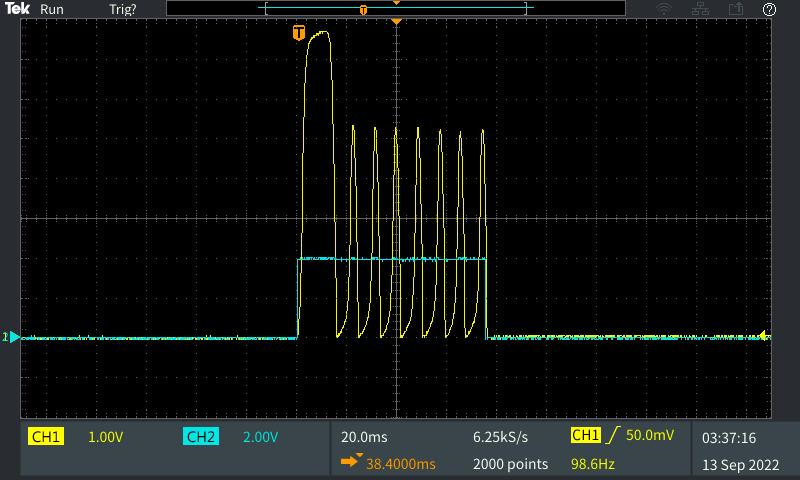 Tek Run Trig?
T
CH1 1.00V CH2 2.00V 20.0ms 6.25kS/s CH1 50.0mV 03:37:16
38.4000ms 2000 points 98.6Hz 13 Sep 2022